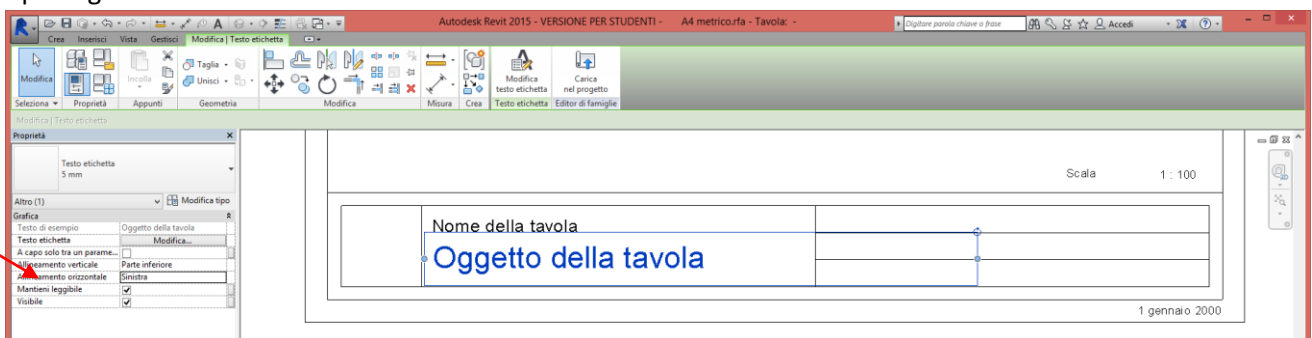 Autodesk Revit 2015 - VERSIONE PER STUDENTI - A4 metrico.rfa - Tavola: -
Digitare parola chiave o frase
Accedi
Crea Inserisci Vista Gestisci Modifica | Testo etichetta
Modifica
Incolla
Taglia
Unisci
Modifica
testo etichetta
Carica
nel progetto
Seleziona Proprietà Appunti Geometria Modifica Misura Crea Testo etichetta Editor di famiglie
Modifica | Testo etichetta
Proprietà
Testo etichetta
5 mm
Altro (1) Modifica tipo
Grafica
Testo di esempio Oggetto della tavola
Testo etichetta Modifica...
A capo solo tra un parame...
Allineamento verticale Parte inferiore
Allineamento orizzontale Sinistra
Mantieni leggibile
Visibile
Scala 1 : 100
Nome della tavola
Oggetto della tavola
1 gennaio 2000